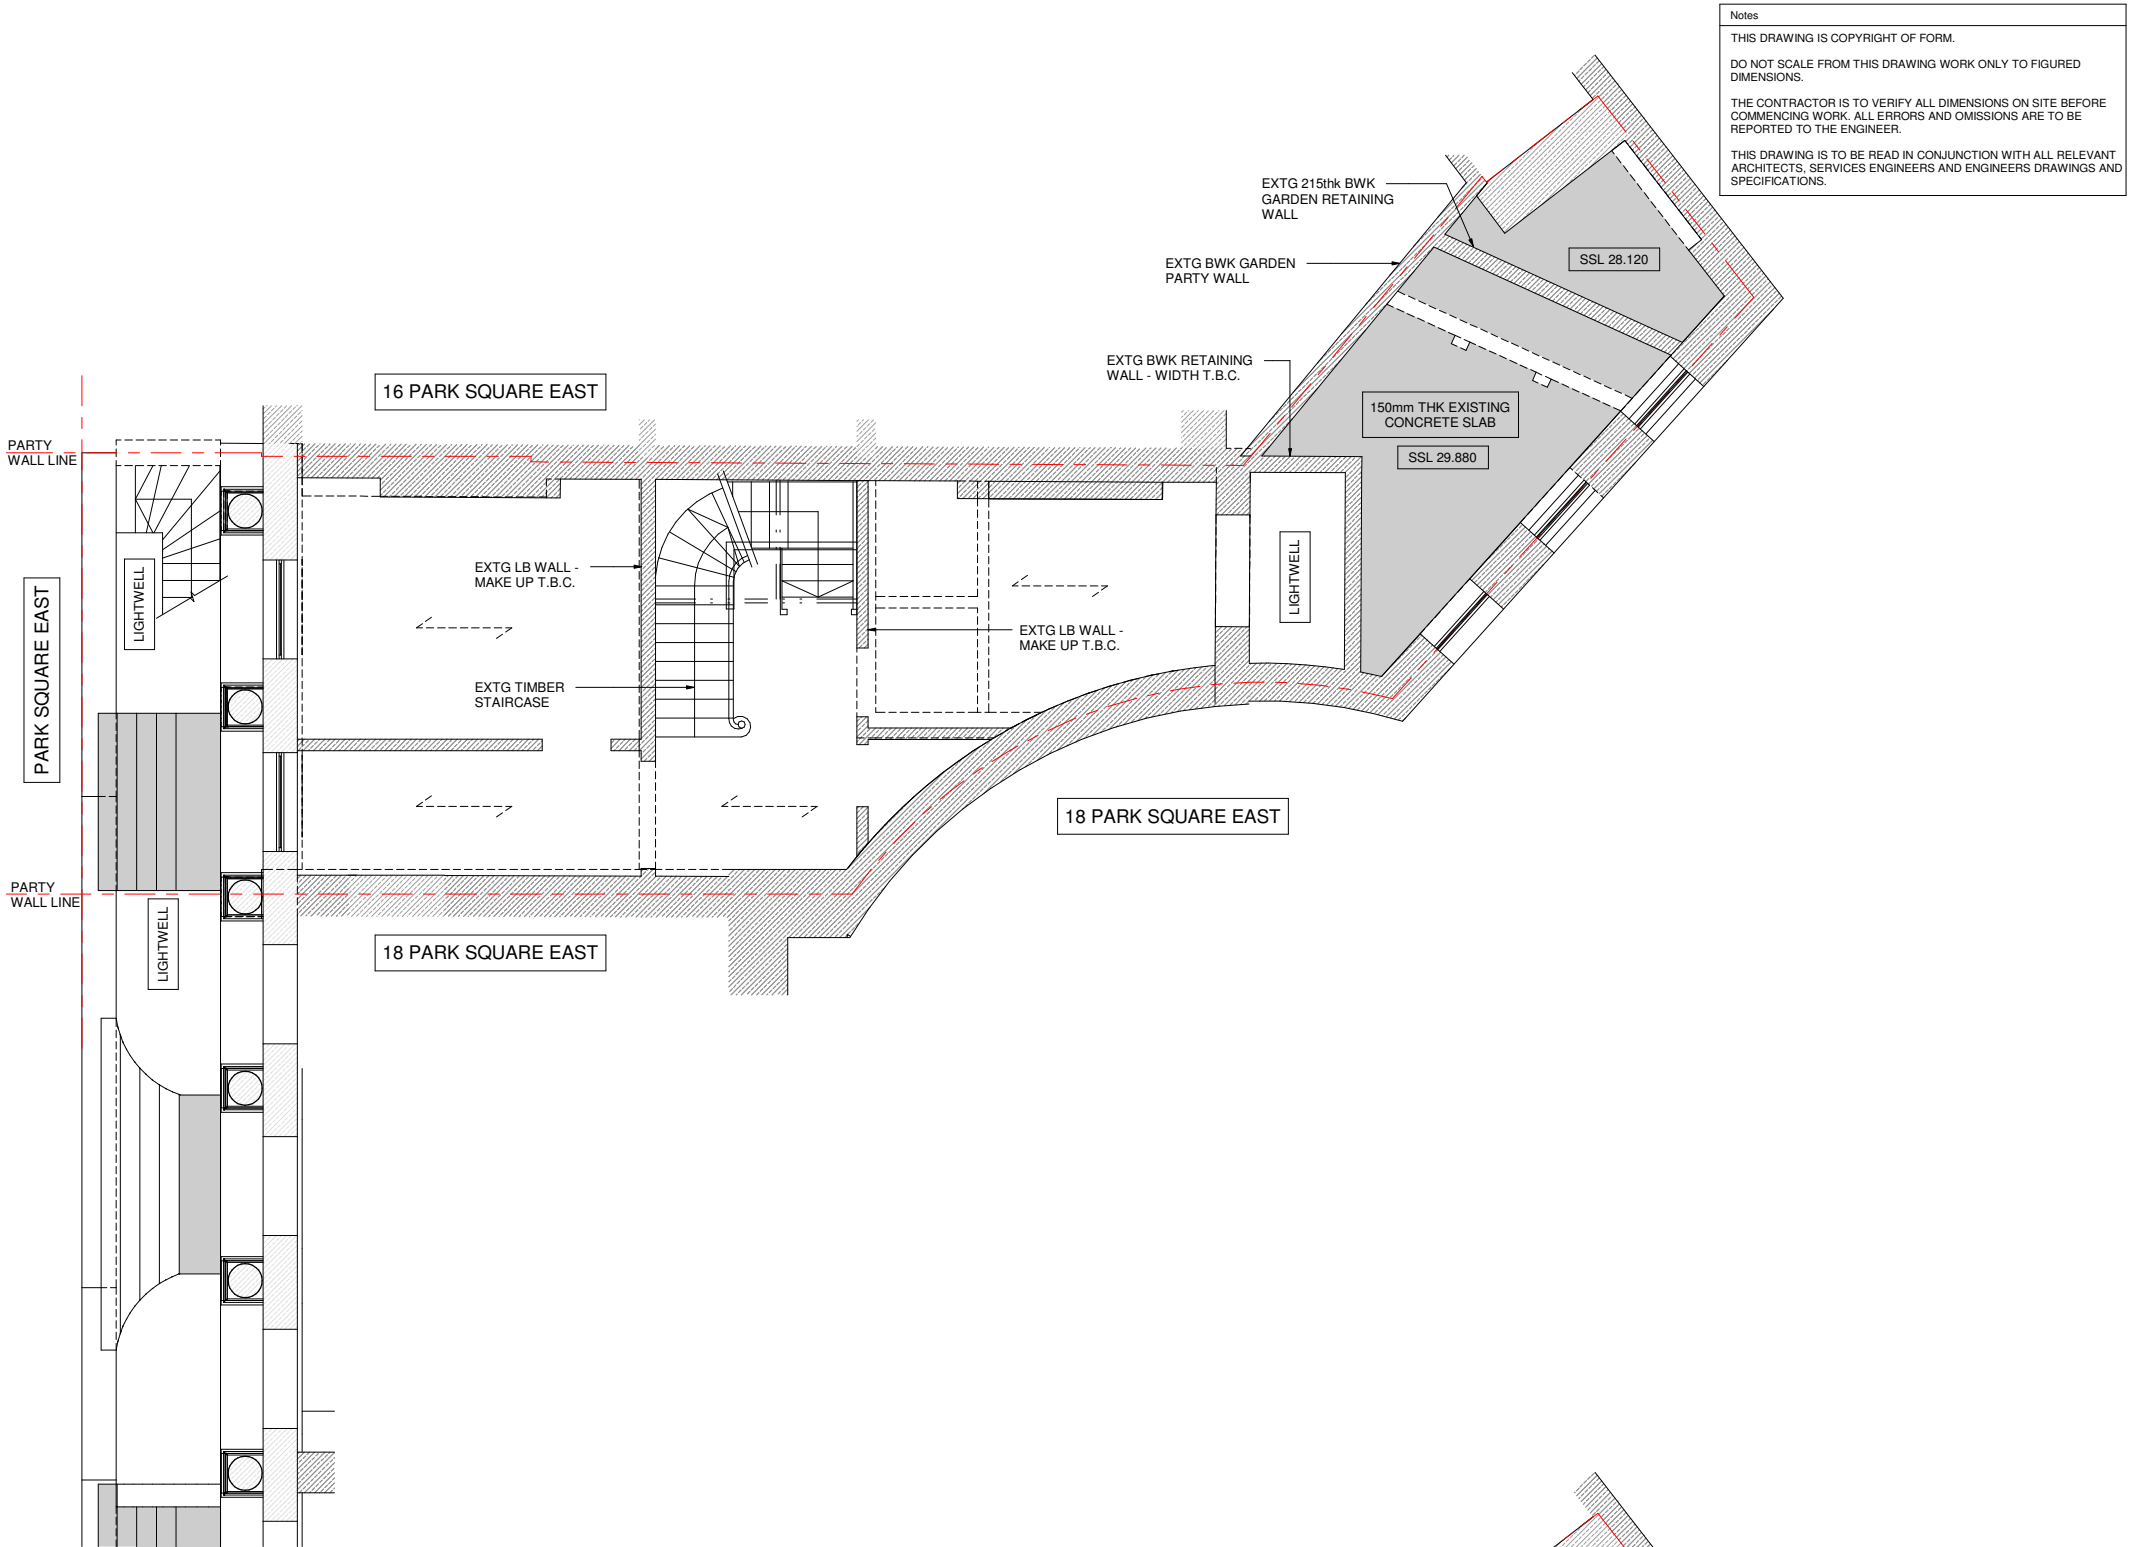 Notes
THIS DRAWING IS COPYRIGHT OF FORM.
DO NOT SCALE FROM THIS DRAWING WORK ONLY TO FIGURED
DIMENSIONS.
THE CONTRACTOR IS TO VERIFY ALL DIMENSIONS ON SITE BEFORE
COMMENCING WORK. ALL ERRORS AND OMISSIONS ARE TO BE
REPORTED TO THE ENGINEER.
THIS DRAWING IS TO BE READ IN CONJUNCTION WITH ALL RELEVANT
ARCHITECTS, SERVICES ENGINEERS AND ENGINEERS DRAWINGS AND
SPECIFICATIONS.
EXTG 215thk BWK
GARDEN RETAINING
WALL
SSL 28.120
EXTG BWK GARDEN
PARTY WALL
EXTG BWK RETAINING
WALL - WIDTH T.B.C.
16 PARK SQUARE EAST
150mm THK EXISTING
CONCRETE SLAB
SSL 29.880
PARTY
WALL LINE
LIGHTWELL
PARK SQUARE EAST
EXTG LB WALL -
MAKE UP T.B.C.
LIGHTWELL
EXTG LB WALL -
MAKE UP T.B.C.
EXTG TIMBER
STAIRCASE
18 PARK SQUARE EAST
PARTY
WALL LINE
LIGHTWELL
18 PARK SQUARE EAST